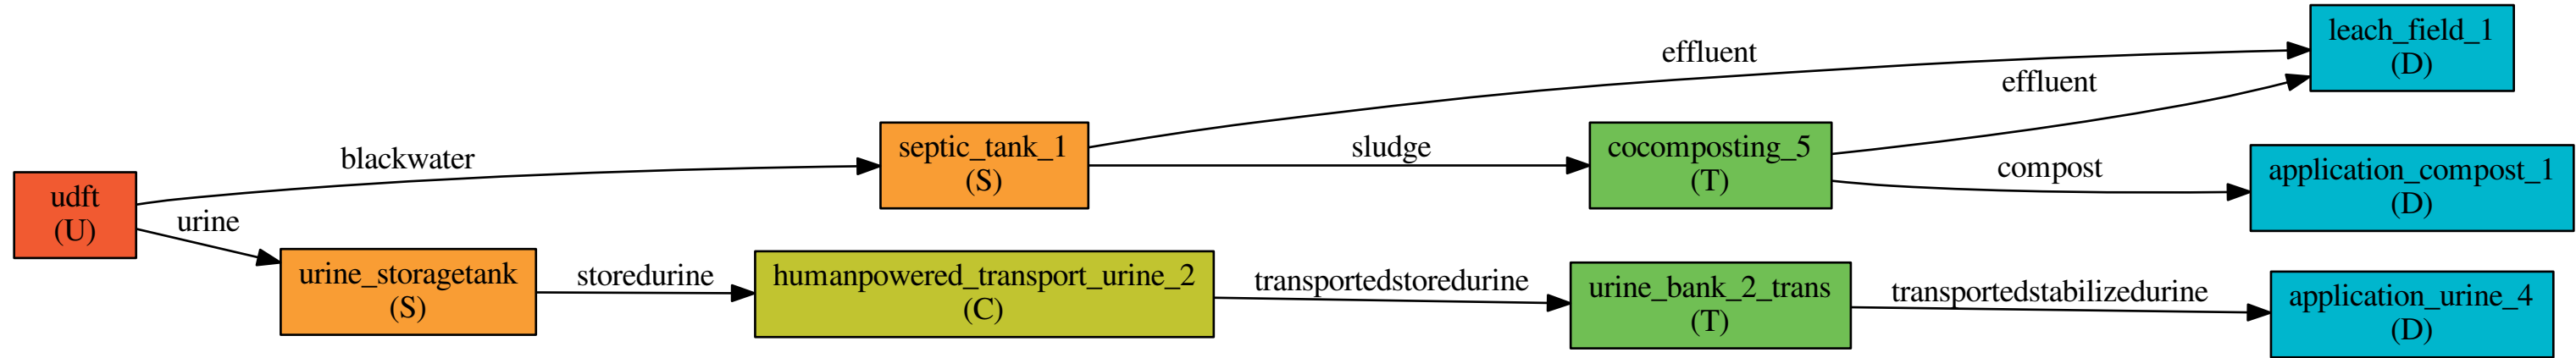 udft
(U)
blackwater
urine
septic_tank_1
(S)
urine_storagetank
(S)
effluent
sludge
storedurine
humanpowered_transport_urine_2
(C)
transportedstoredurine
cocomposting_5
(T)
urine_bank_2_trans
(T)
effluent
compost
transportedstabilizedurine
leach_field_1
(D)
application_compost_1
(D)
application_urine_4
(D)